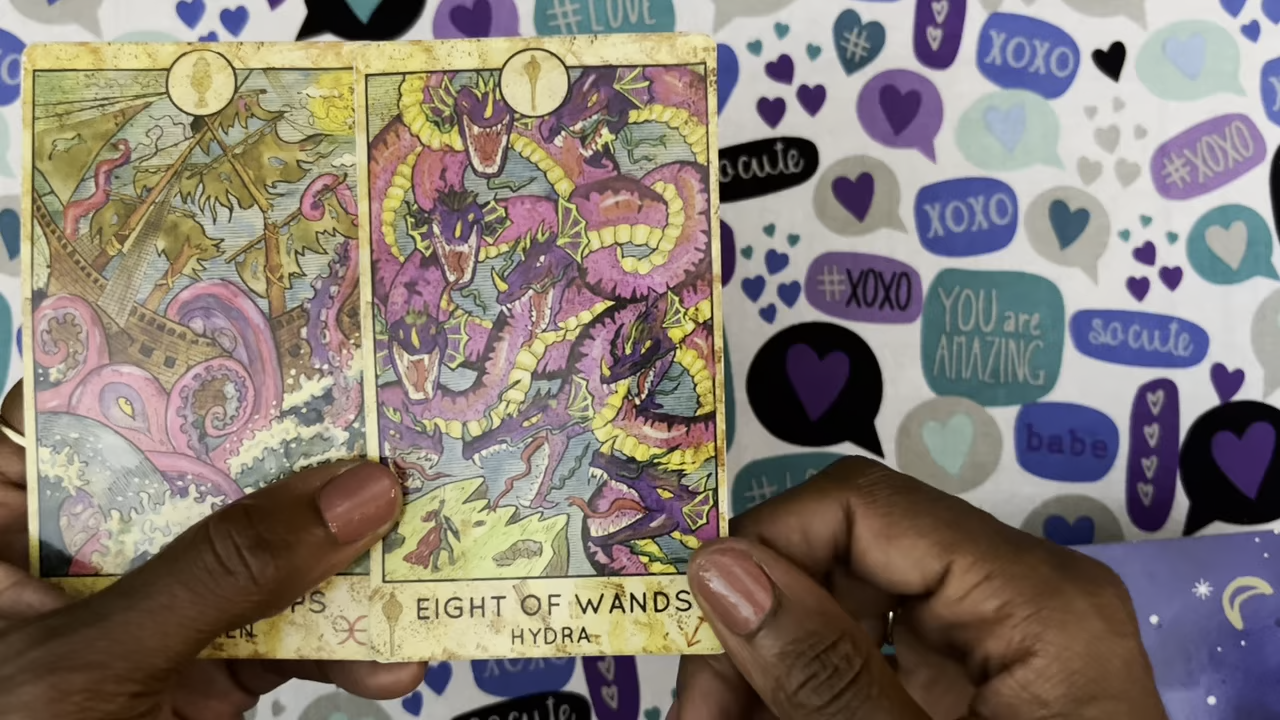 #LOVE
XOXO
#XOXO
so cute
XOXO
#XOXO
YOU are
AMAZING
so cute
babe
EIGHT OF WANDS
HYDRA
XOXO
so cute